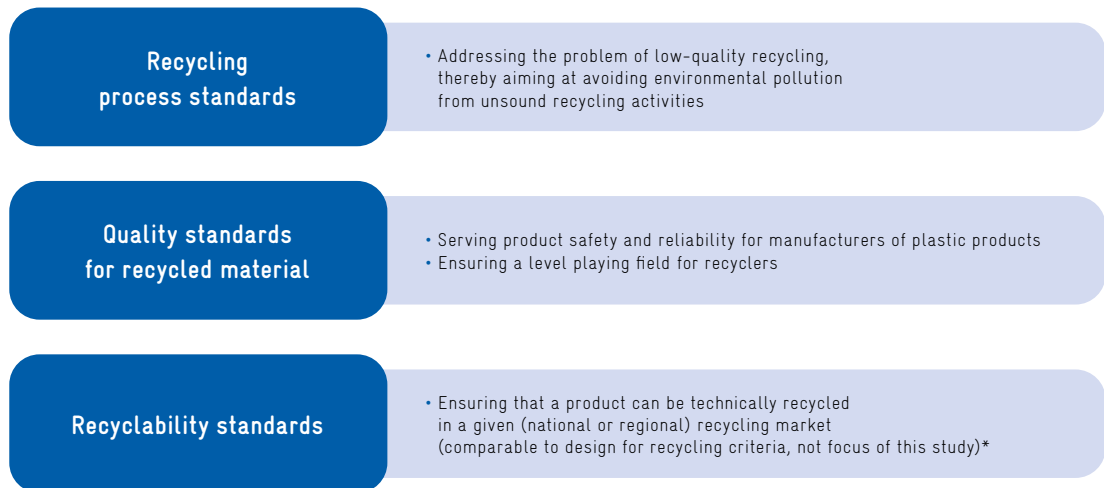 Recycling
process standards
• Addressing the problem of low-quality recycling,
thereby aiming at avoiding environmental pollution
from unsound recycling activities
Quality standards
for recycled material
• Serving product safety and reliability for manufacturers of plastic products
• Ensuring a level playing field for recyclers
Recyclability standards
• Ensuring that a product can be technically recycled
in a given (national or regional) recycling market
(comparable to design for recycling criteria, not focus of this study)*